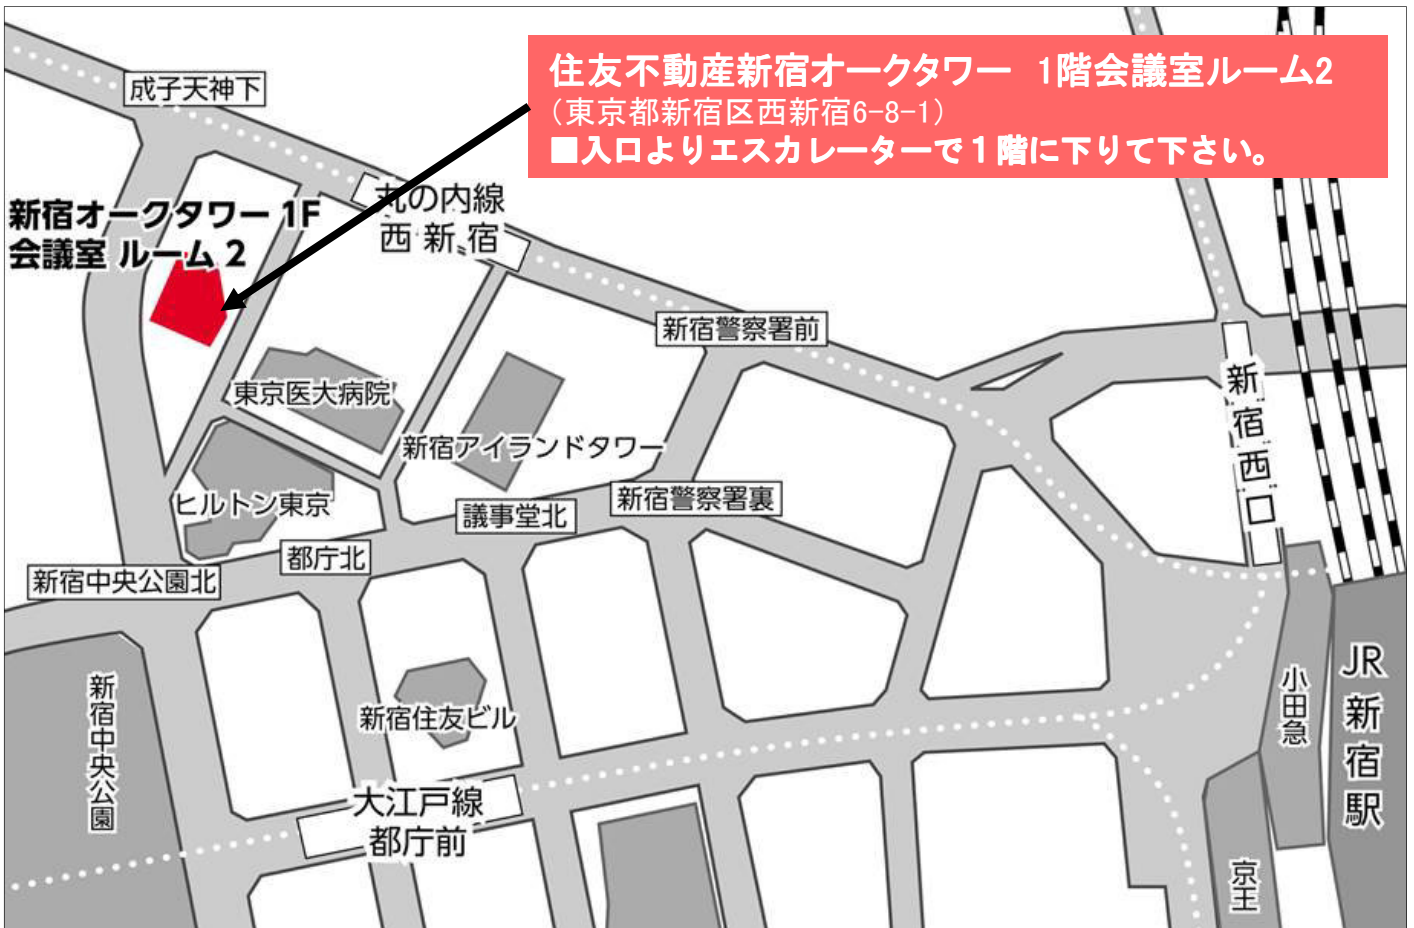 住友不動産新宿オークタワー 1階会議室ルーム2
(東京都新宿区西新宿6-8-1)
■入口よりエスカレーターで1階に下りて下さい。
成子天神下
丸の内線
西新宿
新宿オークタワー 1F
会議室 ルーム 2
新宿警察署前
東京医大病院
新宿西口
新宿アイランドタワー
ヒルトン東京
議事堂北
新宿警察署裏
都庁北
新宿中央公園北
新宿中央公園
新宿住友ビル
小田急
JR新宿駅
大江戸線
都庁前
京王